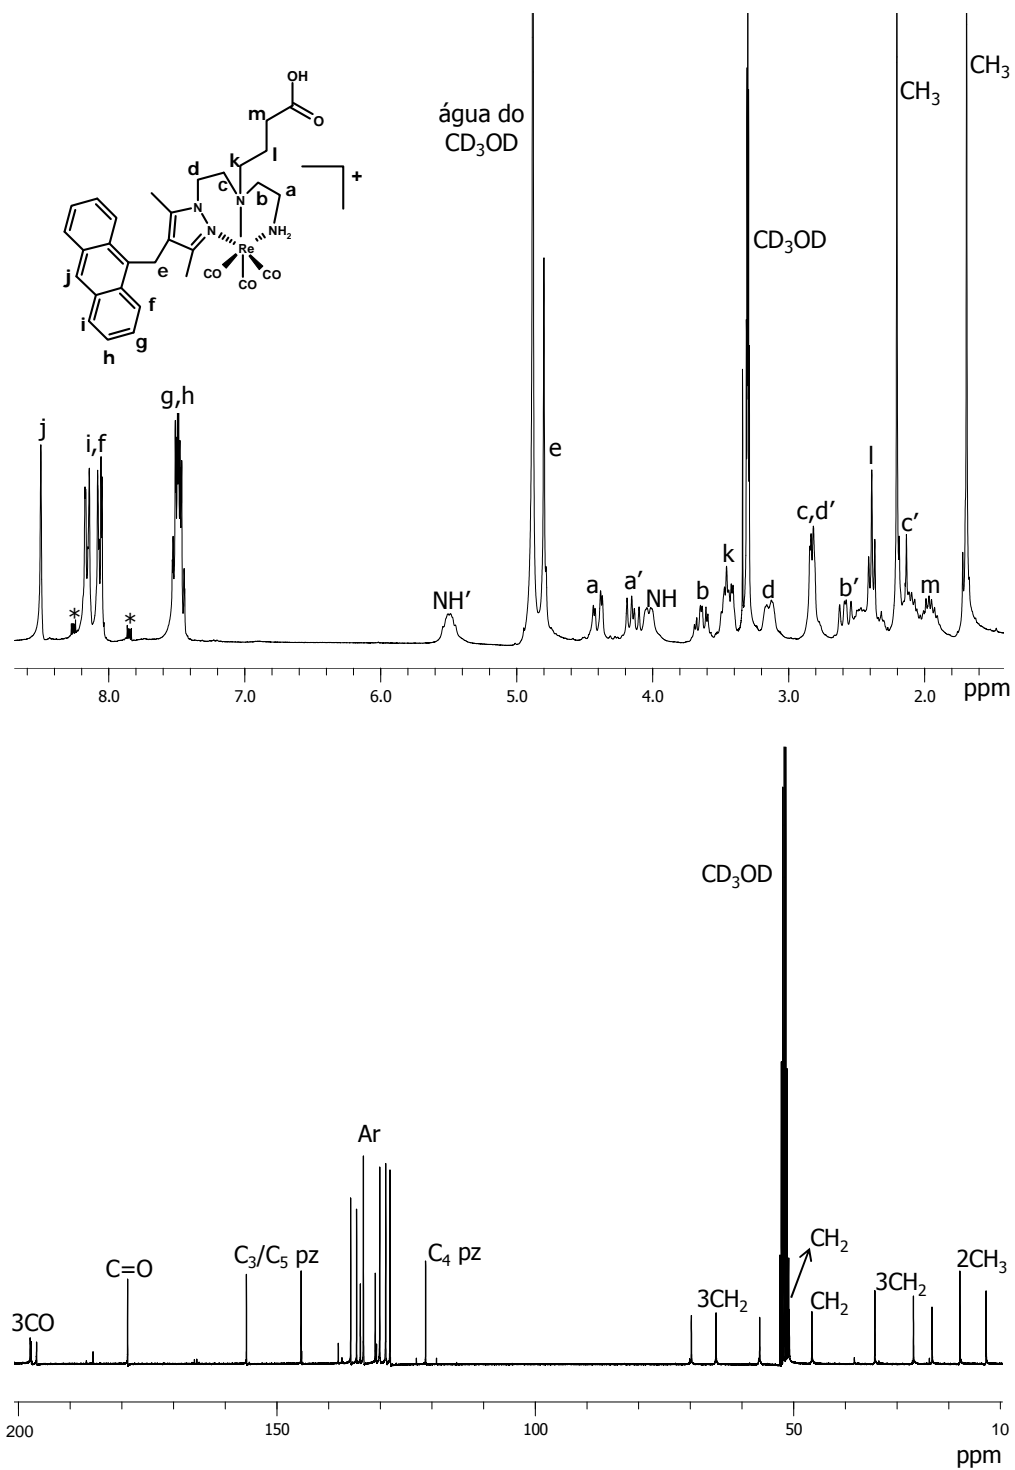 OH
m
O
l
k
d
+
c
b
a
N
N
N
NH₂
Re
CO
CO
CO
e
j
f
i
g
h
água do
CD₃OD
CH₃
CH₃
CD₃OD
j
i,f
g,h
e
*
*
NH′
a
a′
NH
b
k
d
c,d′
b′
l
c′
m
8.0
7.0
6.0
5.0
4.0
3.0
2.0
ppm
CD₃OD
Ar
3CO
C=O
C₃/C₅ pz
C₄ pz
3CH₂
CH₂
CH₂
3CH₂
2CH₃
200
100
50
10
ppm